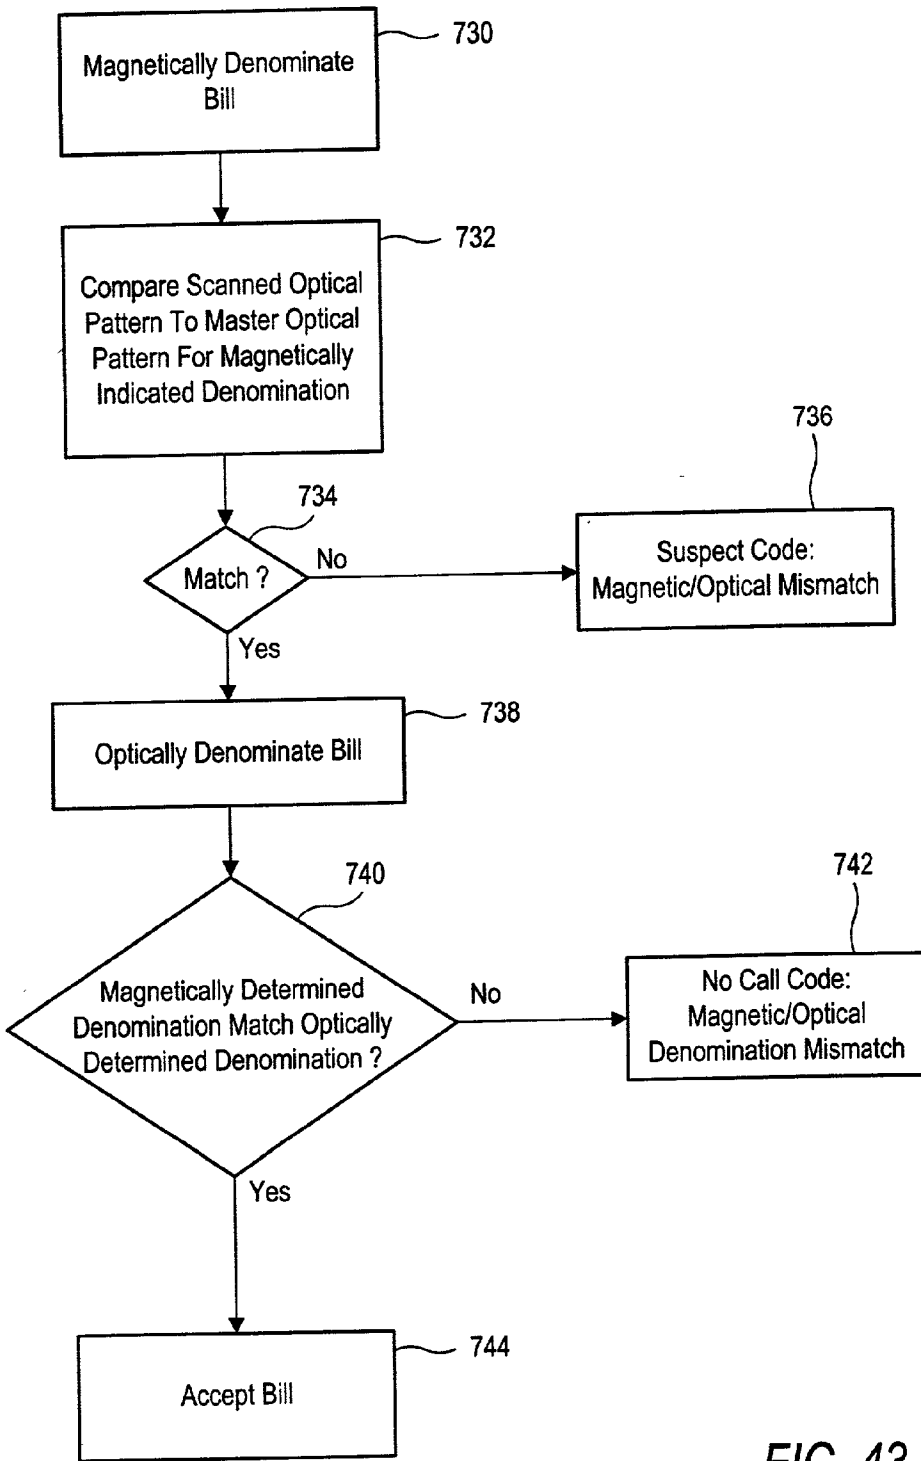 730
Magnetically Denominate
Bill
732
Compare Scanned Optical
Pattern To Master Optical
Pattern For Magnetically
Indicated Denomination
736
734
Match ?
No
Suspect Code:
Magnetic/Optical Mismatch
Yes
738
Optically Denominate Bill
740
742
Magnetically Determined
Denomination Match Optically
Determined Denomination ?
No
No Call Code:
Magnetic/Optical
Denomination Mismatch
Yes
744
Accept Bill
FIG. 43